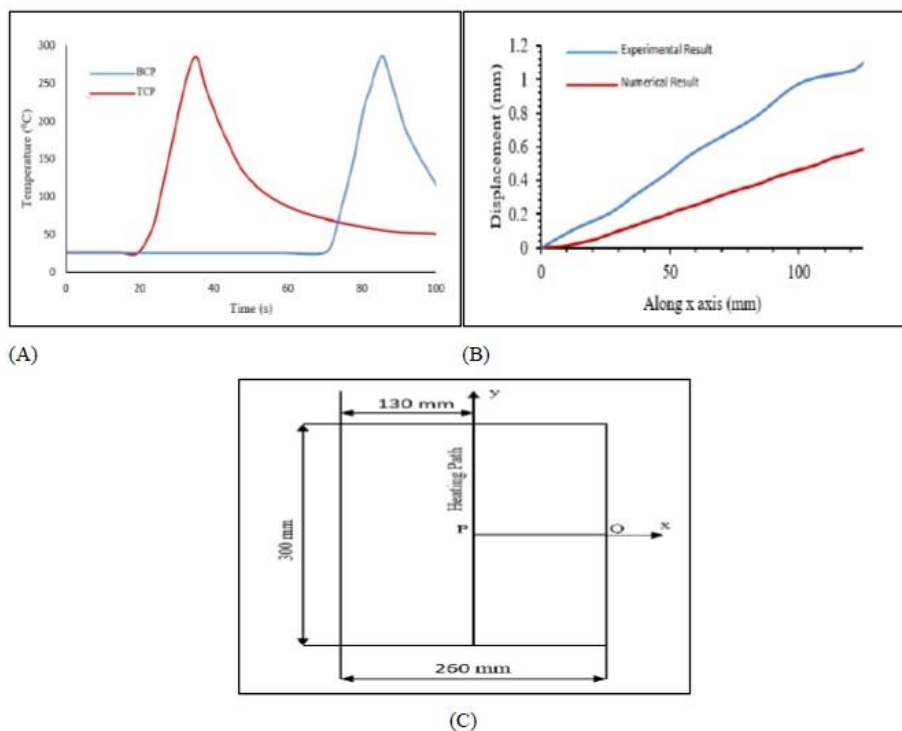 300
250
200
150
100
50
0
Temperature (°C)
BCP
TCP
0 20 40 60 80 100
Time (s)
1.2
1
0.8
0.6
0.4
0.2
0
Displacement (mm)
Experimental Result
Numerical Result
0 50 100
Along x axis (mm)
(A) (B)
130 mm
y
Heating Path
300 mm
P Q x
260 mm
(C)